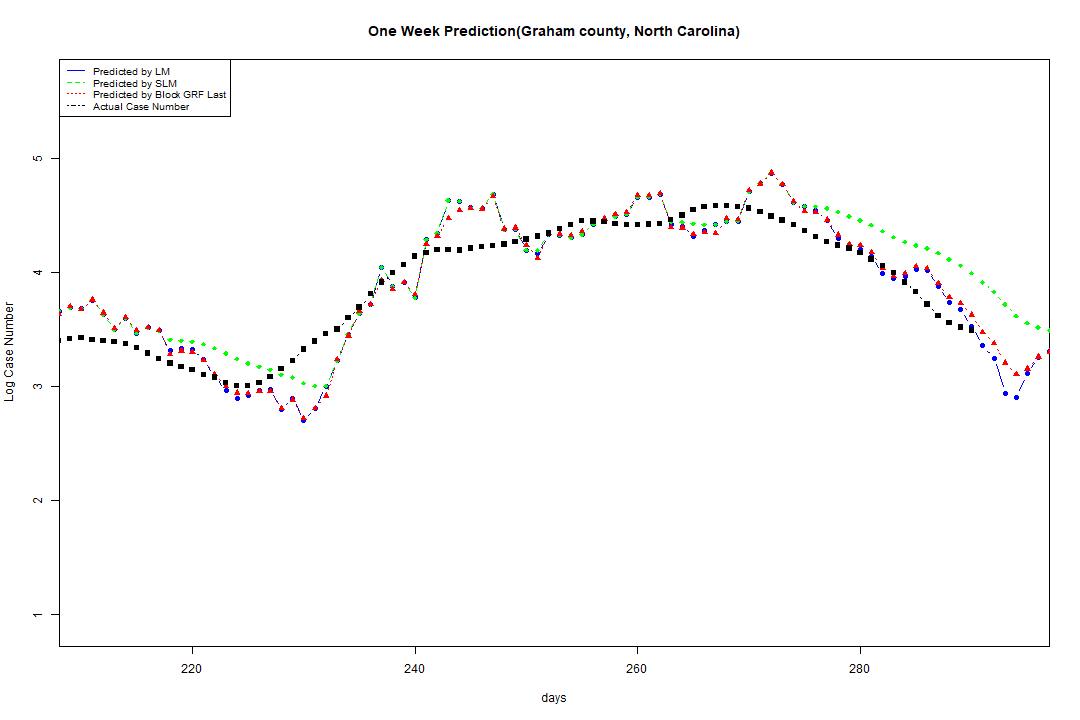 One Week Prediction(Graham county, North Carolina)
Predicted by LM
Predicted by SLM
Predicted by Block GRF Last
Actual Case Number
5
4
3
2
1
Log Case Number
220 240 260 280
days